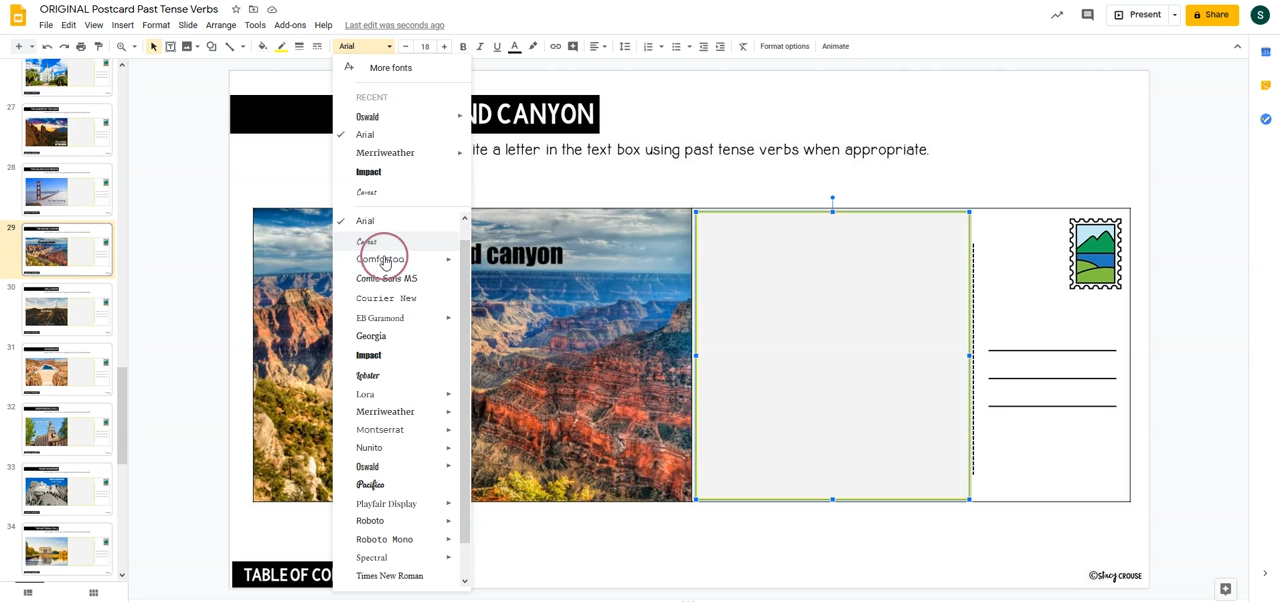 ORIGINAL Postcard Past Tense Verbs
File Edit View Insert Format Slide Arrange Tools Add-ons Help Last edit was seconds ago
Present
Share
S
Arial
18
B I U A
Format options
Animate
More fonts
RECENT
Oswald
Arial
Merriweather
Impact
Caveat
Arial
Caveat
Comfortaa
Comic Sans MS
Courier New
EB Garamond
Georgia
Impact
Lobster
Lora
Merriweather
Montserrat
Nunito
Oswald
Pacifico
Playfair Display
Roboto
Roboto Mono
Spectral
Times New Roman
27
28
29
30
31
32
33
34
ND CANYON
ite a letter in the text box using past tense verbs when appropriate.
d canyon
TABLE OF CO
©Stacy CROUSE